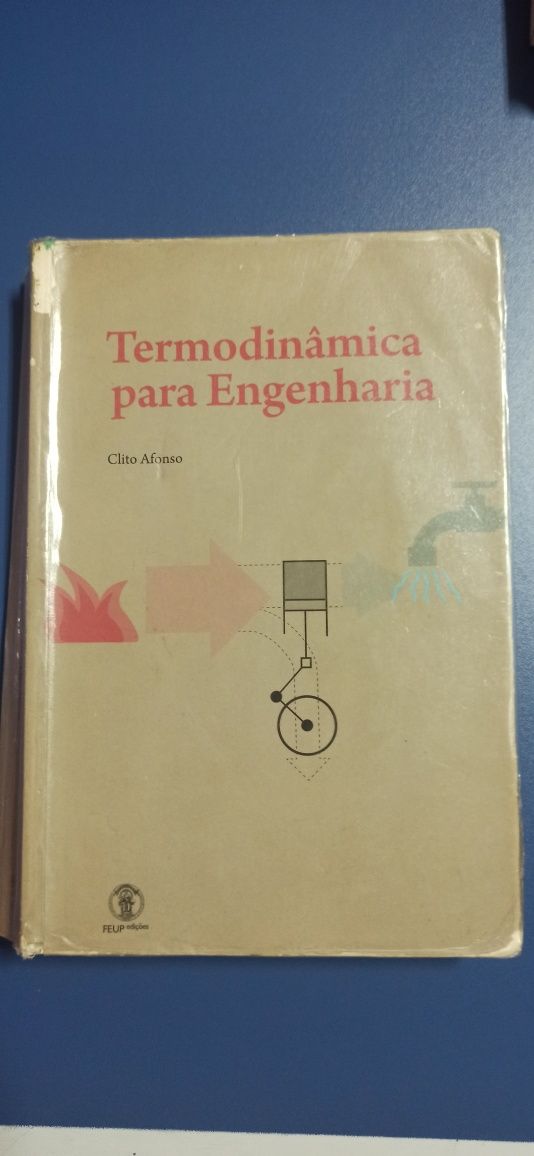 Termodinâmica
para Engenharia
Clito Afonso
FEUP edições